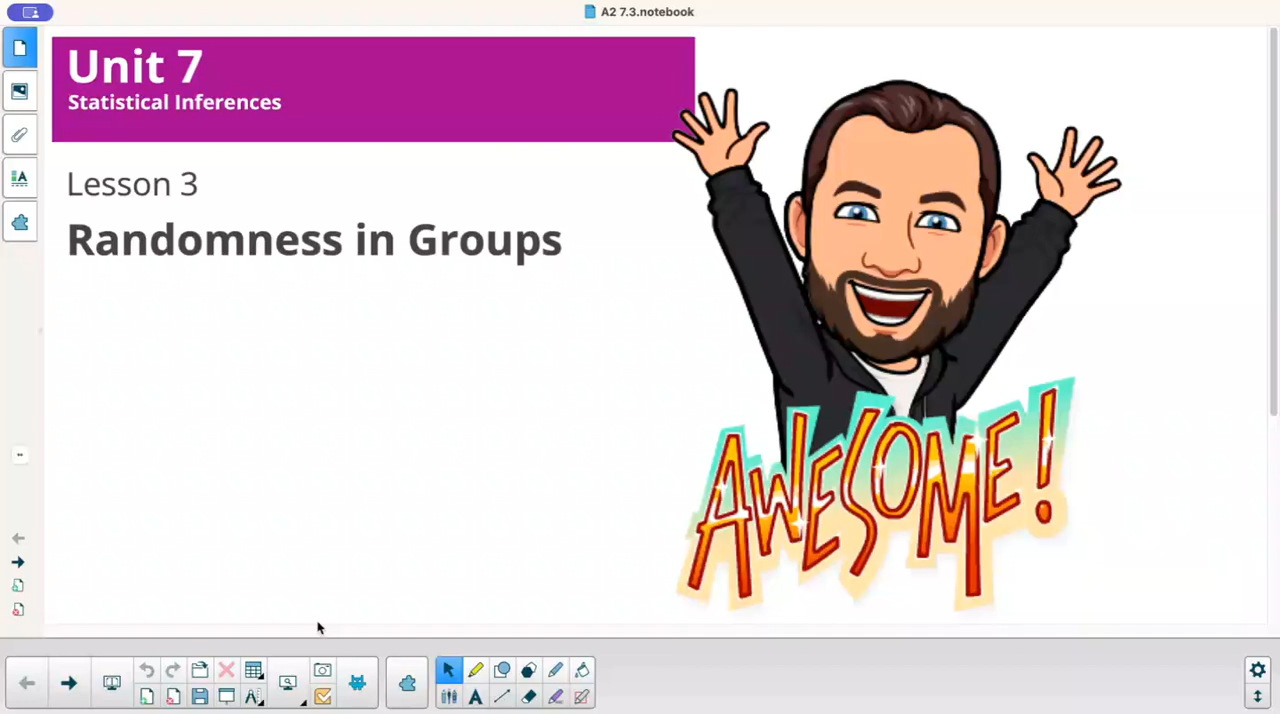 A2 7.3.notebook
Unit 7
Statistical Inferences
Lesson 3
Randomness in Groups
AWESOME!